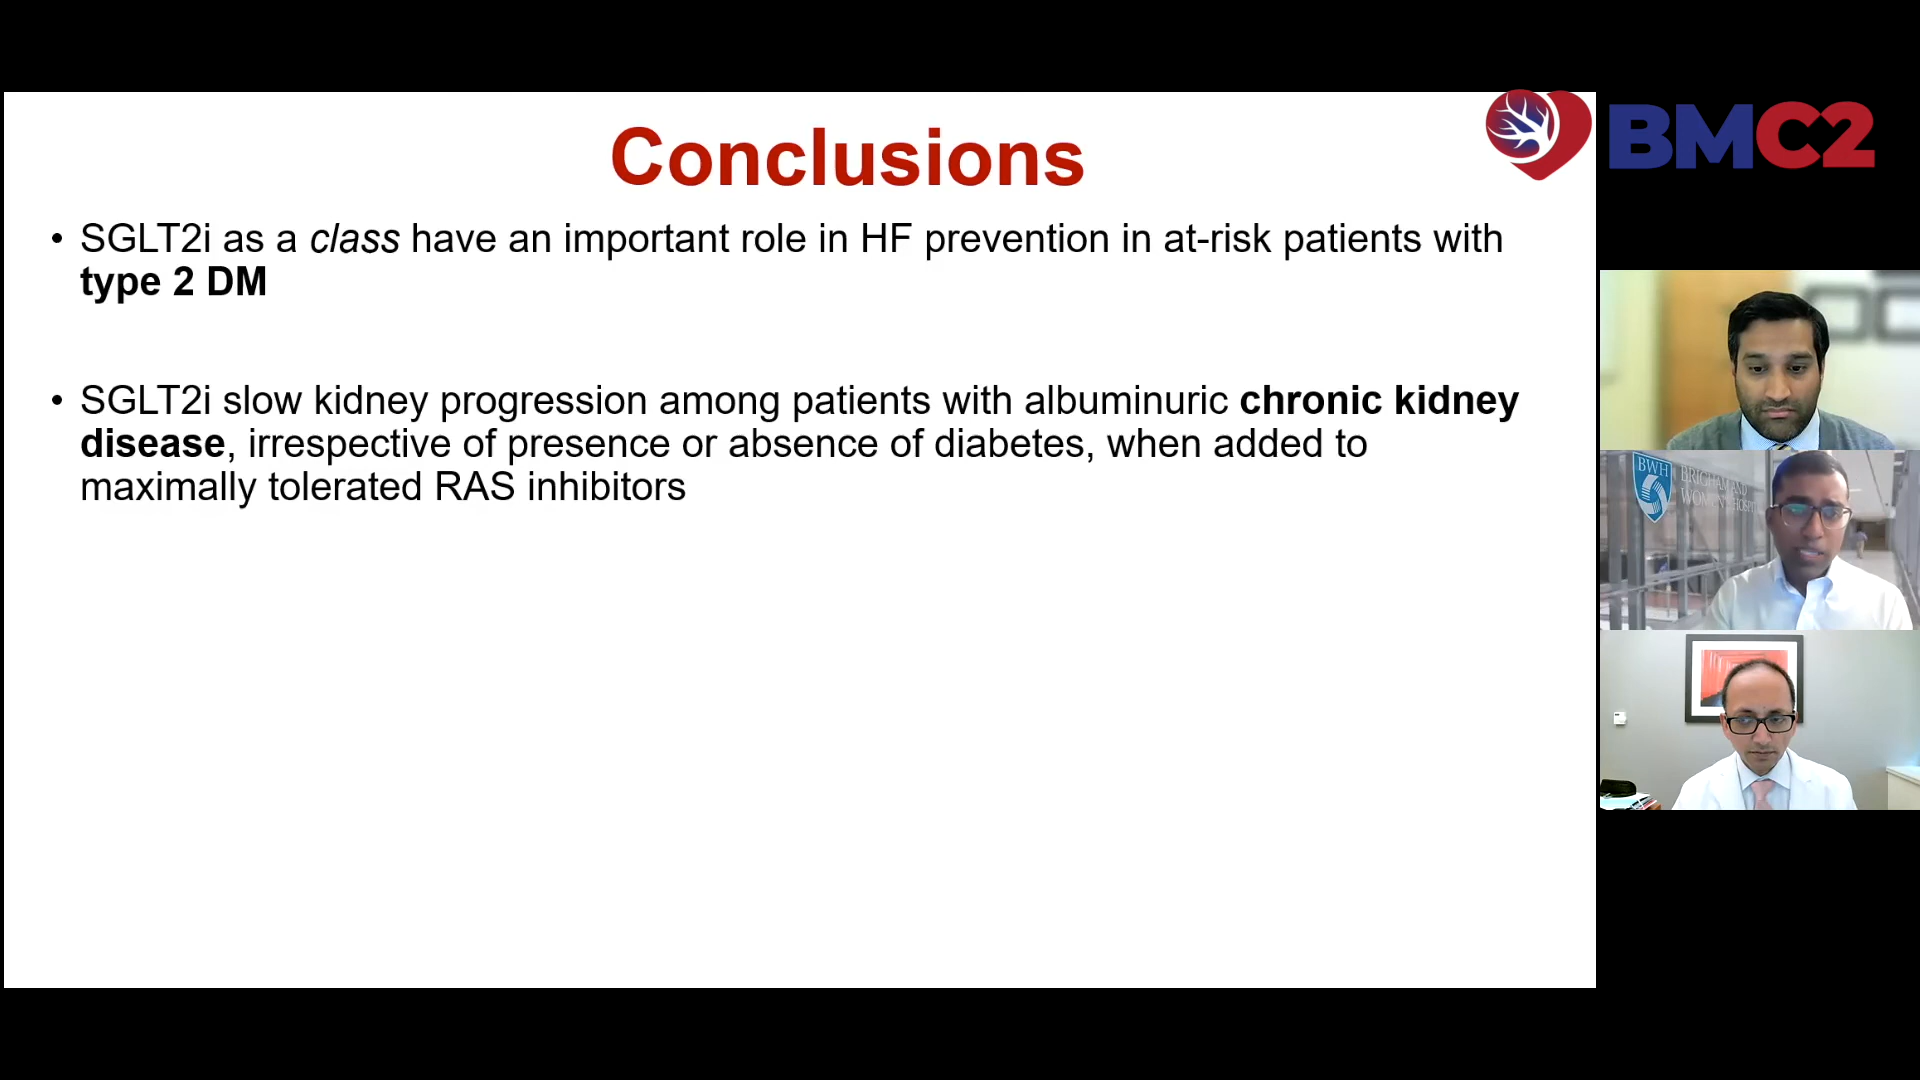 Conclusions
BMC2
• SGLT2i as a class have an important role in HF prevention in at-risk patients with
type 2 DM
• SGLT2i slow kidney progression among patients with albuminuric chronic kidney
disease, irrespective of presence or absence of diabetes, when added to
maximally tolerated RAS inhibitors
BWH
BRIGHAM AND